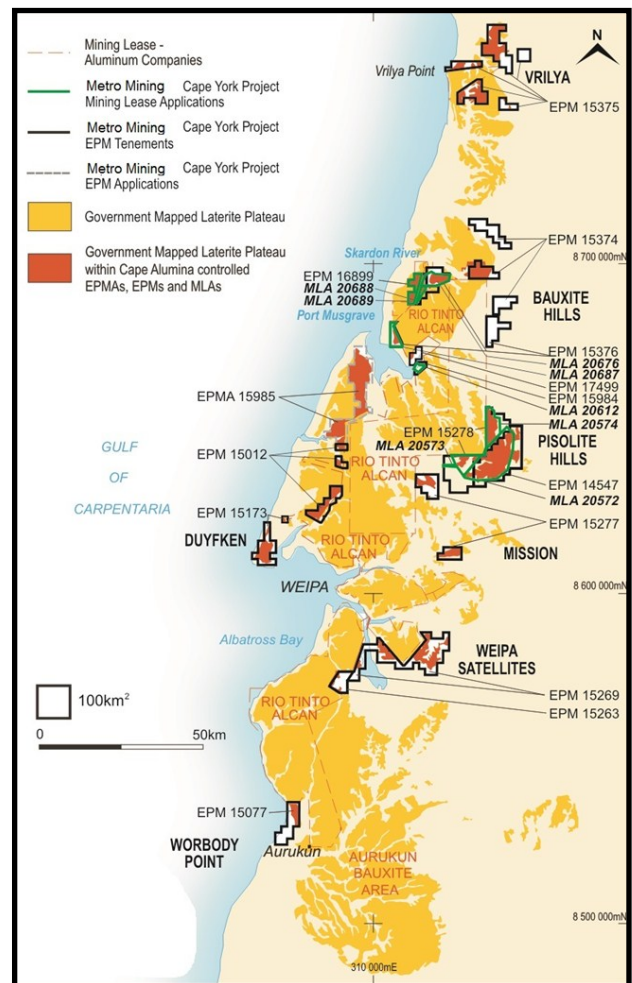 Mining Lease -
Aluminum Companies
Metro Mining Cape York Project
Mining Lease Applications
Metro Mining Cape York Project
EPM Tenements
Metro Mining Cape York Project
EPM Applications
Government Mapped Laterite Plateau
Government Mapped Laterite Plateau
within Cape Alumina controlled
EPMAs, EPMs and MLAs
N
Vrilya Point
VRILYA
EPM 15375
EPM 15374
Skardon River
8 700 000mN
EPM 16899
MLA 20688
MLA 20689
Port Musgrave
RIO TINTO
ALCAN
BAUXITE
HILLS
EPM 15376
MLA 20676
MLA 20687
EPM 17499
EPM 15984
MLA 20612
MLA 20574
EPMA 15985
EPM 15278
MLA 20573
PISOLITE
HILLS
GULF
OF
CARPENTARIA
EPM 15012
RIO TINTO
ALCAN
EPM 14547
MLA 20572
EPM 15277
EPM 15173
DUYFKEN
RIO TINTO
ALCAN
MISSION
WEIPA
8 600 000mN
Albatross Bay
WEIPA
SATELLITES
100km2
0 50km
RIO TINTO
ALCAN
EPM 15269
EPM 15263
EPM 15077
WORBODY
POINT
Aurukun
AURUKUN
BAUXITE
AREA
8 500 000mN
310 000mE